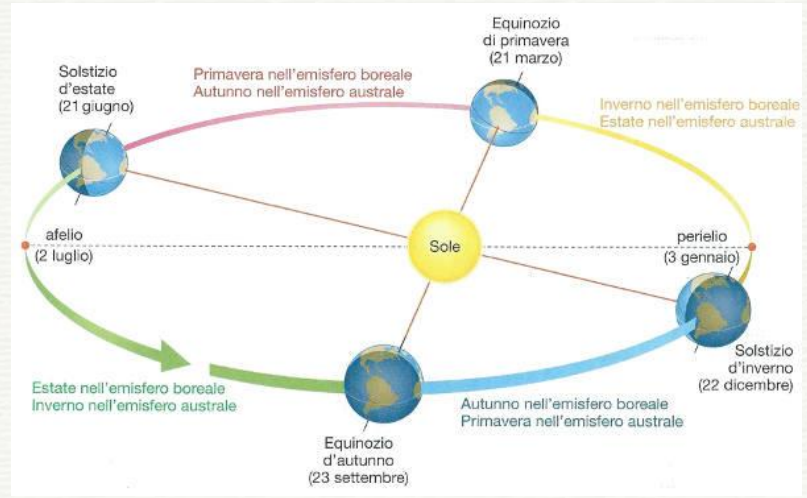 Equinozio
di primavera
(21 marzo)
Solstizio
d'estate
(21 giugno)
Primavera nell'emisfero boreale
Autunno nell'emisfero australe
Inverno nell'emisfero boreale
Estate nell'emisfero australe
afelio
(2 luglio)
Sole
perielio
(3 gennaio)
Solstizio
d'inverno
(22 dicembre)
Estate nell'emisfero boreale
Inverno nell'emisfero australe
Autunno nell'emisfero boreale
Primavera nell'emisfero australe
Equinozio
d'autunno
(23 settembre)